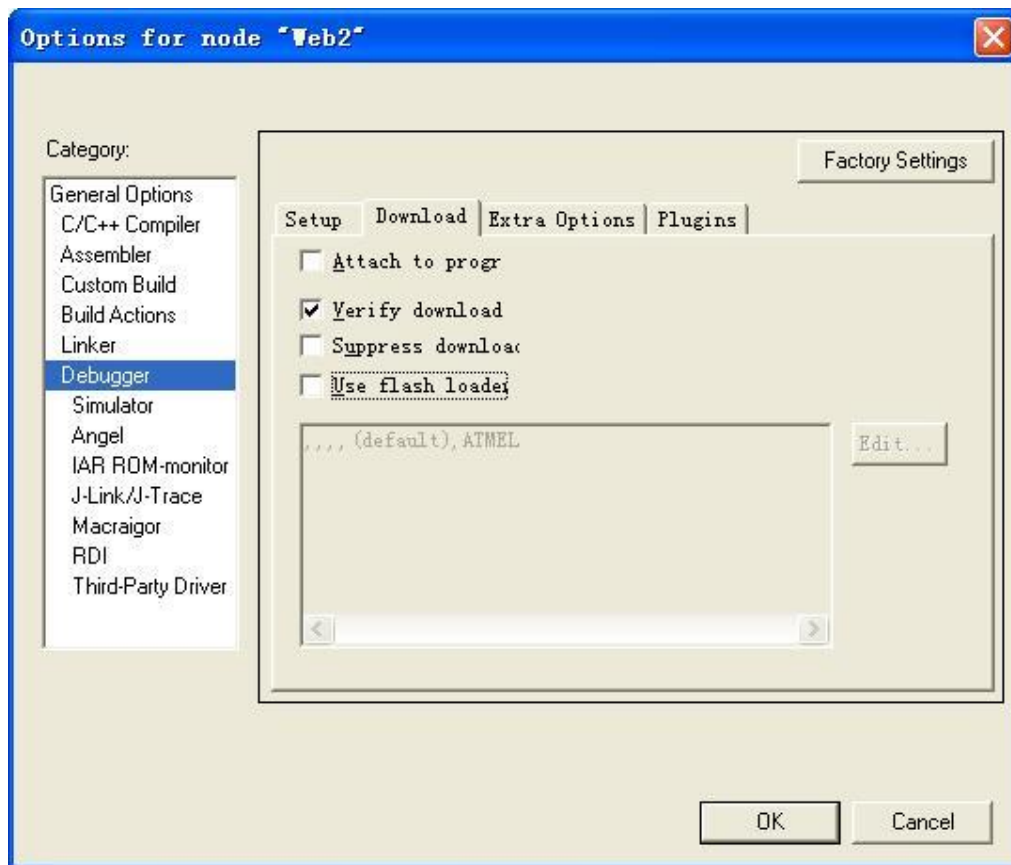 Options for node "Web2"
Category:
Factory Settings
General Options
C/C++ Compiler
Assembler
Custom Build
Build Actions
Linker
Debugger
Simulator
Angel
IAR ROM-monitor
J-Link/J-Trace
Macraigor
RDI
Third-Party Driver
Setup Download Extra Options Plugins
Attach to progr
Verify download
Suppress downloac
Use flash loader
,,,,(default),ATMEL
Edit...
OK Cancel